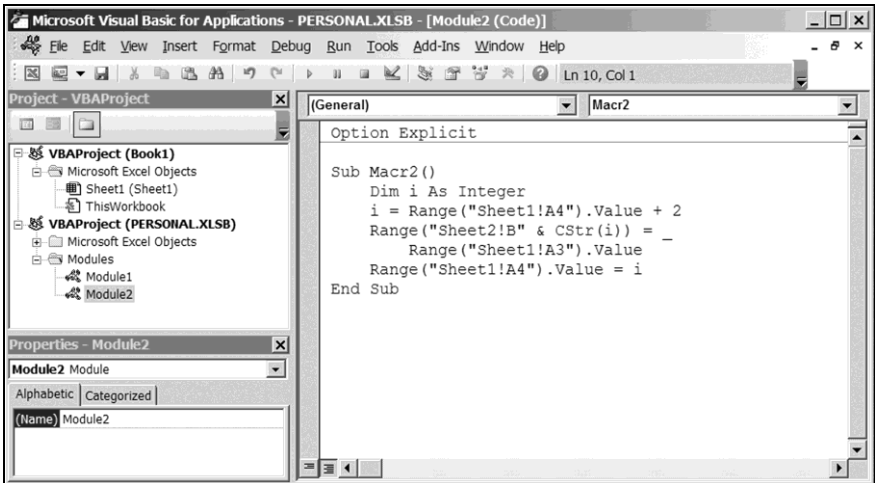 Microsoft Visual Basic for Applications - PERSONAL.XLSB - [Module2 (Code)]
File Edit View Insert Format Debug Run Tools Add-Ins Window Help
Ln 10, Col 1
Project - VBAProject
VBAProject (Book1)
Microsoft Excel Objects
Sheet1 (Sheet1)
ThisWorkbook
VBAProject (PERSONAL.XLSB)
Microsoft Excel Objects
Modules
Module1
Module2
Properties - Module2
Module2 Module
Alphabetic Categorized
(Name) Module2
(General) Macr2
Option Explicit
Sub Macr2()
Dim i As Integer
i = Range("Sheet1!A4").Value + 2
Range("Sheet2!B" & CStr(i)) = _
Range("Sheet1!A3").Value
Range("Sheet1!A4").Value = i
End Sub